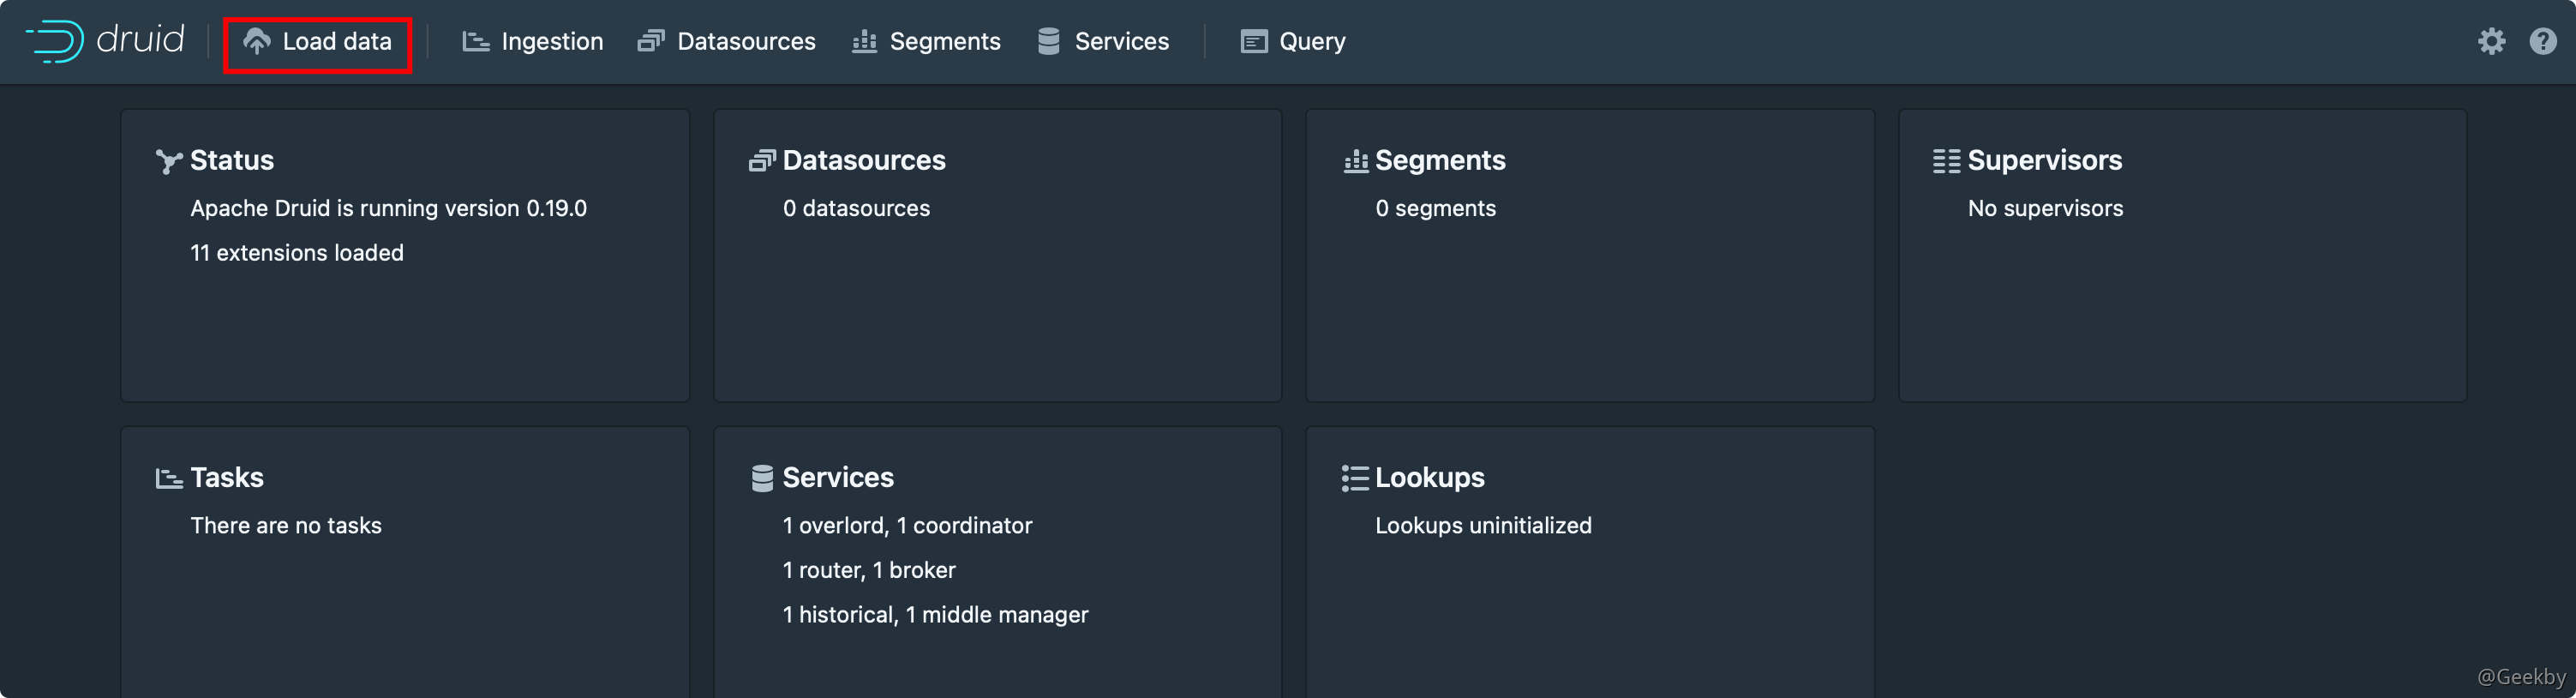 druid Load data Ingestion Datasources Segments Services Query
Status
Apache Druid is running version 0.19.0
11 extensions loaded
Datasources
0 datasources
Segments
0 segments
Supervisors
No supervisors
Tasks
There are no tasks
Services
1 overlord, 1 coordinator
1 router, 1 broker
1 historical, 1 middle manager
Lookups
Lookups uninitialized
@Geekby